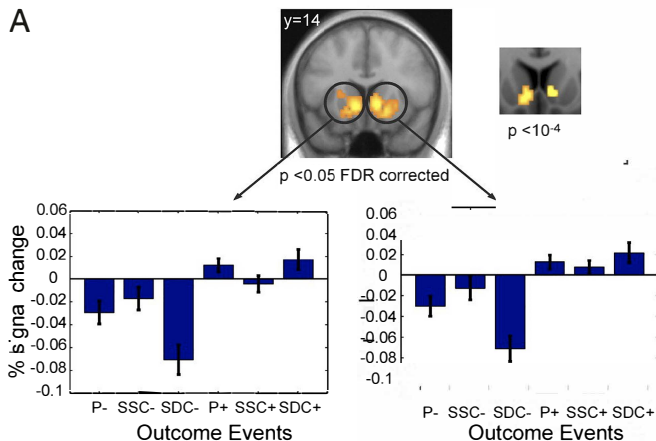 A
y=14
p <10-4
p <0.05 FDR corrected
% signa change
0.06
0.04
0.02
0
-0.02
-0.04
-0.06
-0.08
-0.1
P- SSC- SDC- P+ SSC+ SDC+
Outcome Events
0.06
0.04
0.02
0
-0.02
-0.04
-0.06
-0.08
-0.1
P- SSC- SDC- P+ SSC+ SDC+
Outcome Events